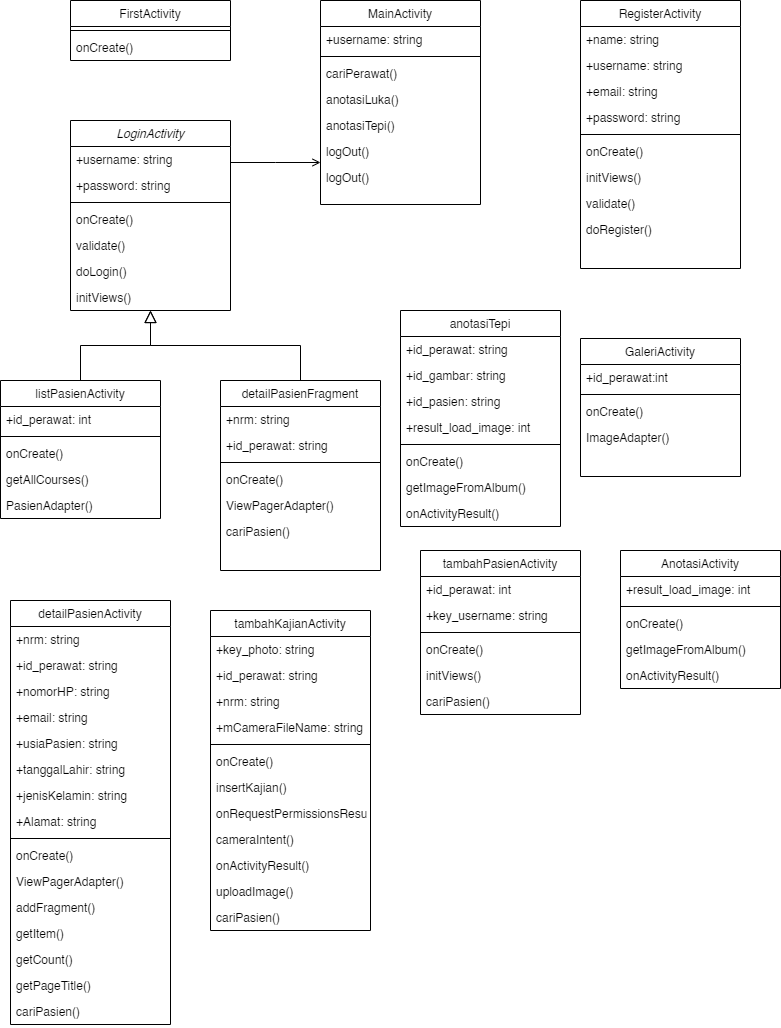 FirstActivity
onCreate()
MainActivity
+username: string
cariPerawat()
anotasiLuka()
anotasiTepi()
logOut()
logOut()
RegisterActivity
+name: string
+username: string
+email: string
+password: string
onCreate()
initViews()
validate()
doRegister()
LoginActivity
+username: string
+password: string
onCreate()
validate()
doLogin()
initViews()
anotasiTepi
+id_perawat: string
+id_gambar: string
+id_pasien: string
+result_load_image: int
onCreate()
getImageFromAlbum()
onActivityResult()
GaleriActivity
+id_perawat:int
onCreate()
ImageAdapter()
listPasienActivity
+id_perawat: int
onCreate()
getAllCourses()
PasienAdapter()
detailPasienFragment
+nrm: string
+id_perawat: string
onCreate()
ViewPagerAdapter()
cariPasien()
tambahPasienActivity
+id_perawat: int
+key_username: string
onCreate()
initViews()
cariPasien()
AnotasiActivity
+result_load_image: int
onCreate()
getImageFromAlbum()
onActivityResult()
detailPasienActivity
+nrm: string
+id_perawat: string
+nomorHP: string
+email: string
+usiaPasien: string
+tanggalLahir: string
+jenisKelamin: string
+Alamat: string
onCreate()
ViewPagerAdapter()
addFragment()
getItem()
getCount()
getPageTitle()
cariPasien()
tambahKajianActivity
+key_photo: string
+id_perawat: string
+nrm: string
+mCameraFileName: string
onCreate()
insertKajian()
onRequestPermissionsResu
cameraIntent()
onActivityResult()
uploadImage()
cariPasien()